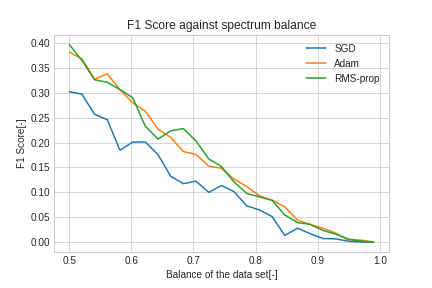 F1 Score against spectrum balance
F1 Score[-]
0.40
0.35
0.30
0.25
0.20
0.15
0.10
0.05
0.00
SGD
Adam
RMS-prop
0.5 0.6 0.7 0.8 0.9 1.0
Balance of the data set[-]